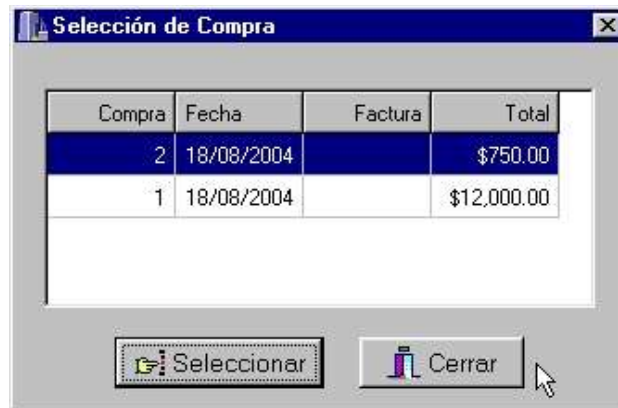 Selección de Compra
Compra Fecha Factura Total
2 18/08/2004 $750.00
1 18/08/2004 $12,000.00
Seleccionar Cerrar